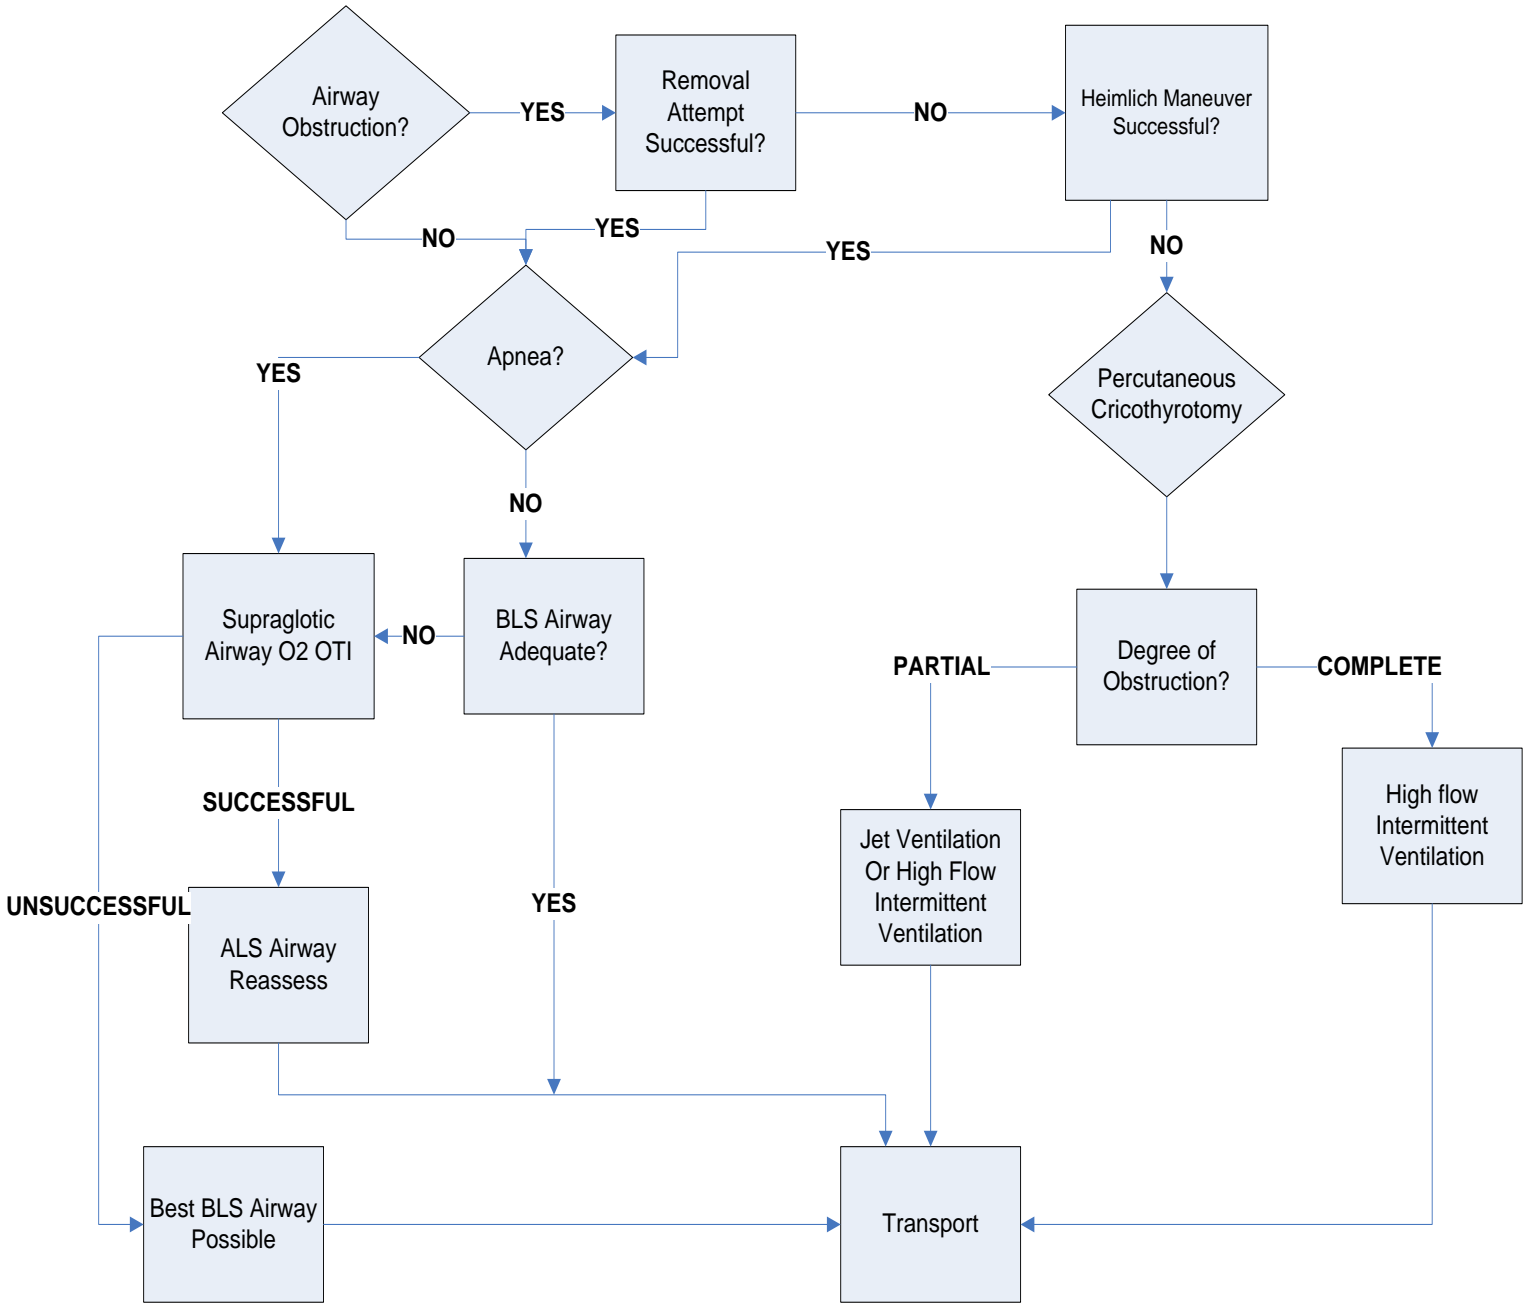 Airway
Obstruction?
YES
Removal
Attempt
Successful?
NO
Heimlich Maneuver
Successful?
NO
YES
YES
NO
Apnea?
YES
NO
Percutaneous
Cricothyrotomy
Supraglotic
Airway O2 OTI
NO
BLS Airway
Adequate?
PARTIAL
Degree of
Obstruction?
COMPLETE
SUCCESSFUL
UNSUCCESSFUL
ALS Airway
Reassess
YES
Jet Ventilation
Or High Flow
Intermittent
Ventilation
High flow
Intermittent
Ventilation
Best BLS Airway
Possible
Transport